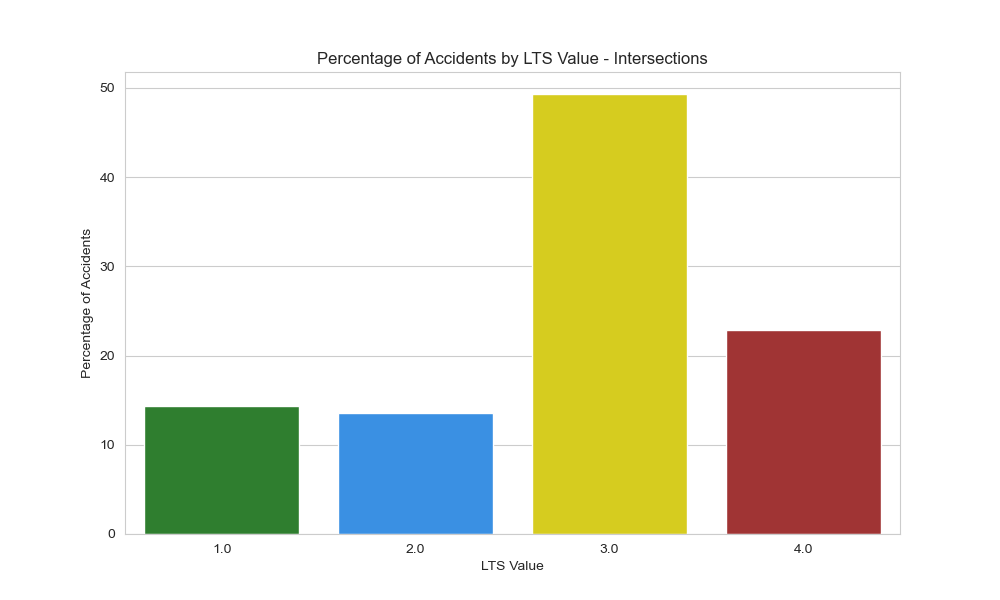 Percentage of Accidents by LTS Value - Intersections
Percentage of Accidents
50
40
30
20
10
0
1.0 2.0 3.0 4.0
LTS Value